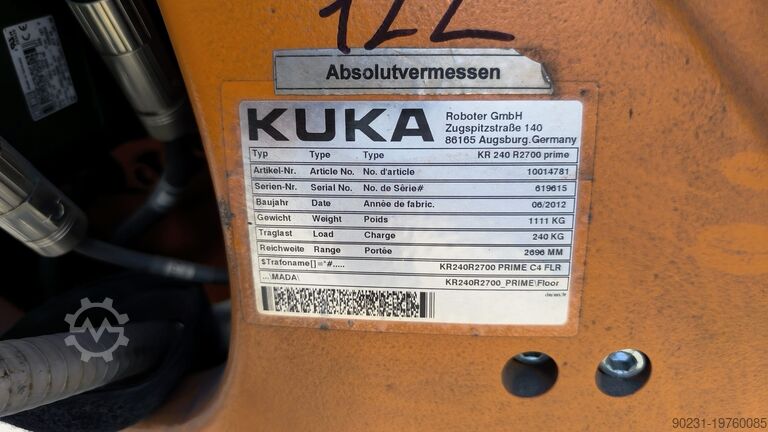 122
Absolutvermessen
KUKA
Roboter GmbH
Zugspitzstraße 140
86165 Augsburg.Germany
Typ Type Type KR 240 R2700 prime
Artikel-Nr. Article No. No. d'article 10014781
Serien-Nr. Serial No. No. de Série# 619615
Baujahr Date Année de fabric. 06/2012
Gewicht Weight Poids 1111 KG
Traglast Load Charge 240 KG
Reichweite Range Portée 2696 MM
$Trafoname[]="#..... KR240R2700 PRIME C4 FLR
...\MADA\ KR240R2700_PRIME\Floor
90231-19760085